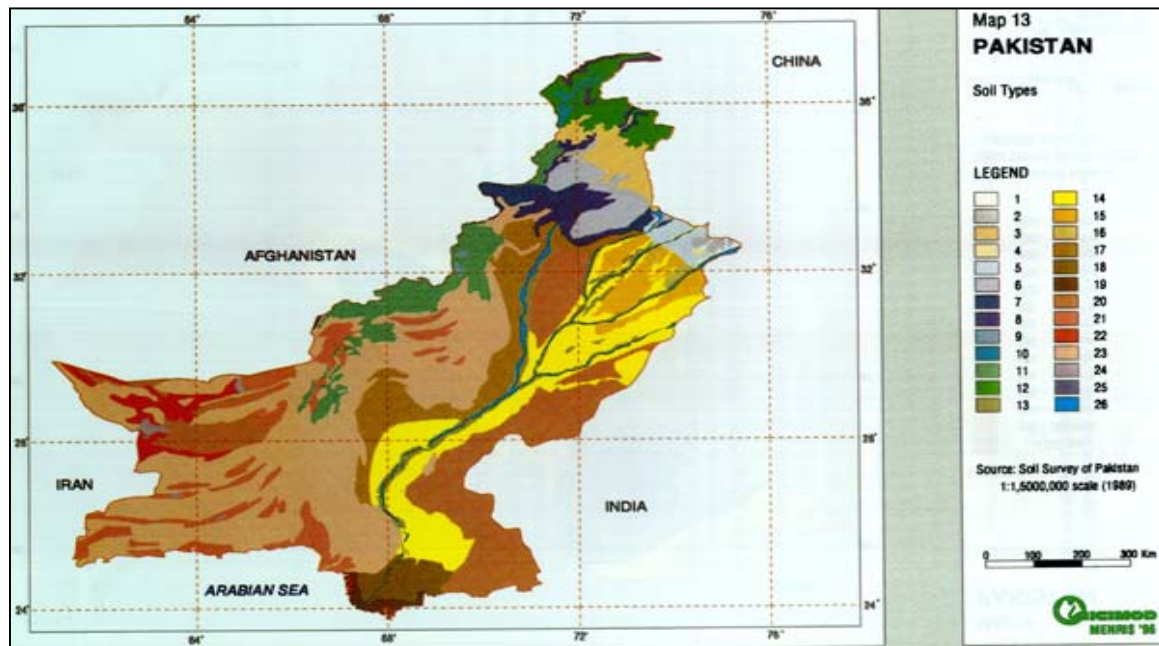 64 68 72 76
36 36
32 32
28 28
24 24
64 68 72 76
CHINA
AFGHANISTAN
IRAN
INDIA
ARABIAN SEA
Map 13
PAKISTAN
Soil Types
LEGEND
1 14
2 15
3 16
4 17
5 18
6 19
7 20
8 21
9 22
10 23
11 24
12 25
13 26
Source: Soil Survey of Pakistan
1:1,5000,000 scale (1989)
0 100 200 300 Km
ICIMOD
MENRIS '96